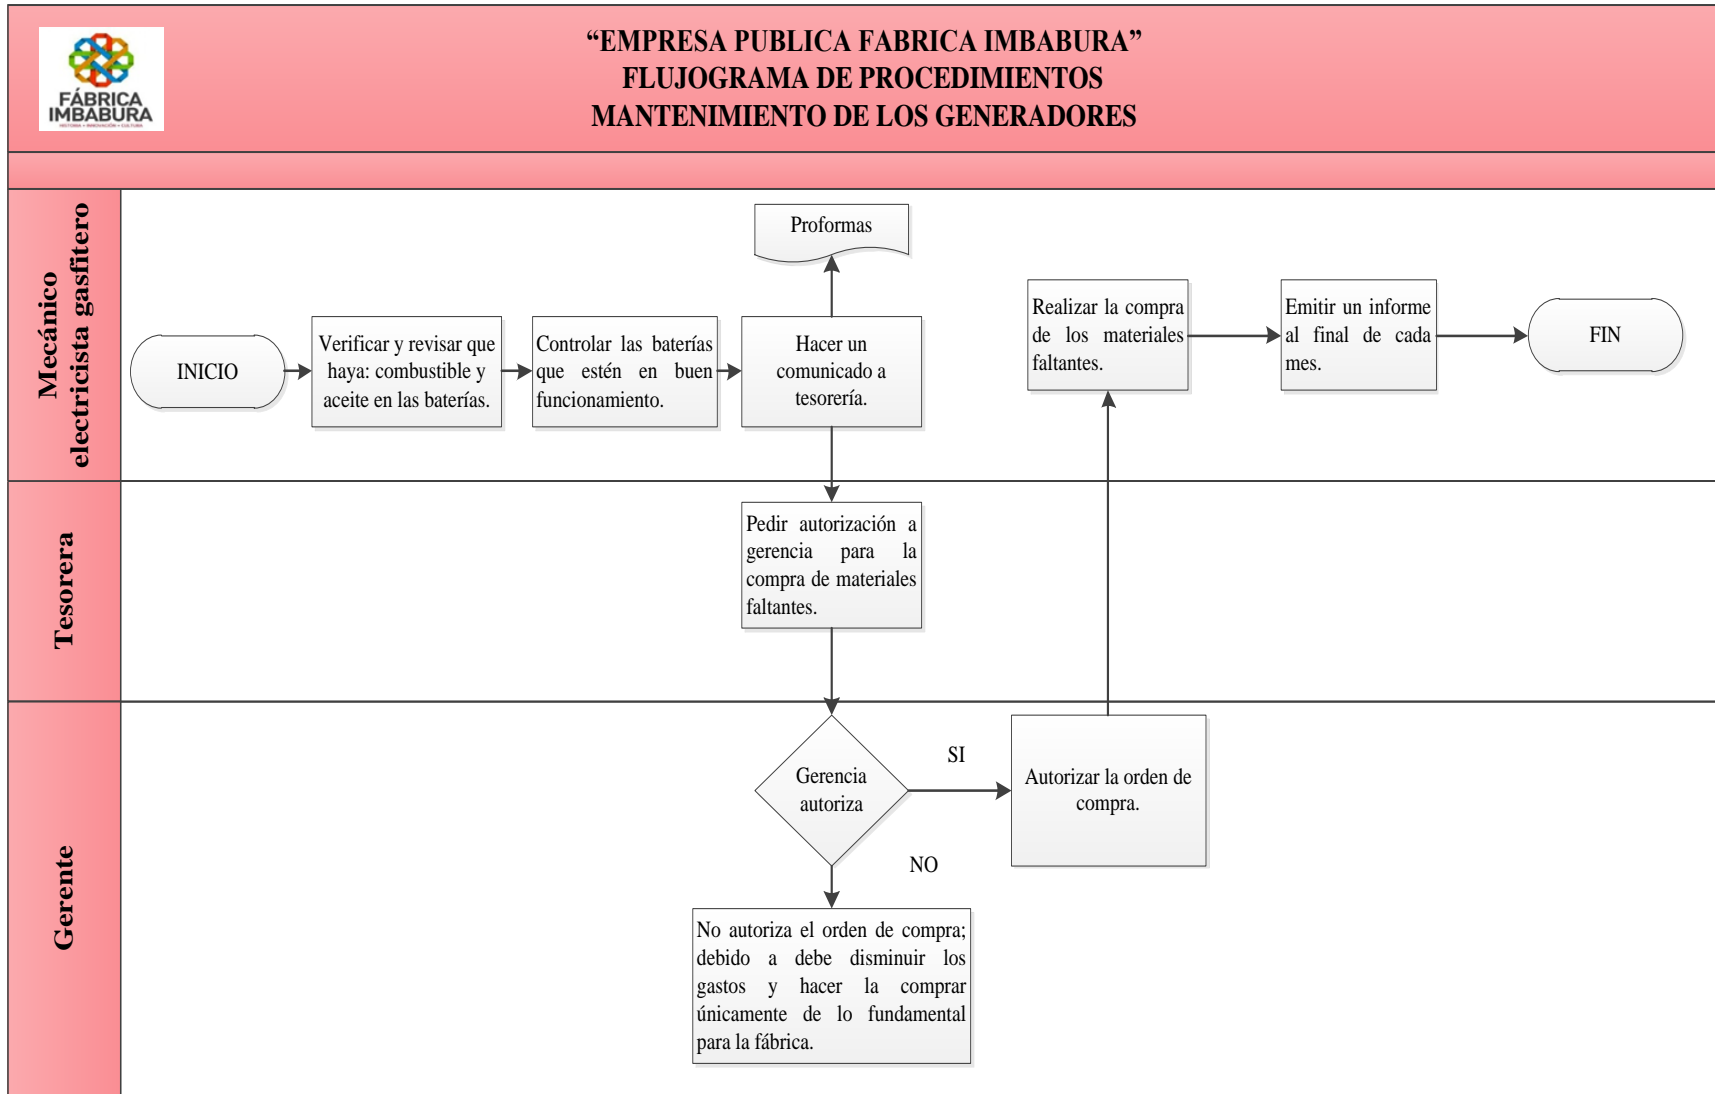 “EMPRESA PUBLICA FABRICA IMBABURA”
FLUJOGRAMA DE PROCEDIMIENTOS
MANTENIMIENTO DE LOS GENERADORES
FÁBRICA
IMBABURA
HISTORIA • INNOVACIÓN • CULTURA
Mecánico
electricista gasfitero
INICIO
Verificar y revisar que
haya: combustible y
aceite en las baterías.
Controlar las baterías
que estén en buen
funcionamiento.
Proformas
Hacer un
comunicado a
tesorería.
Realizar la compra
de los materiales
faltantes.
Emitir un informe
al final de cada
mes.
FIN
Tesorera
Pedir autorización a
gerencia para la
compra de materiales
faltantes.
Gerente
Gerencia
autoriza
SI
Autorizar la orden de
compra.
NO
No autoriza el orden de compra;
debido a debe disminuir los
gastos y hacer la comprar
únicamente de lo fundamental
para la fábrica.